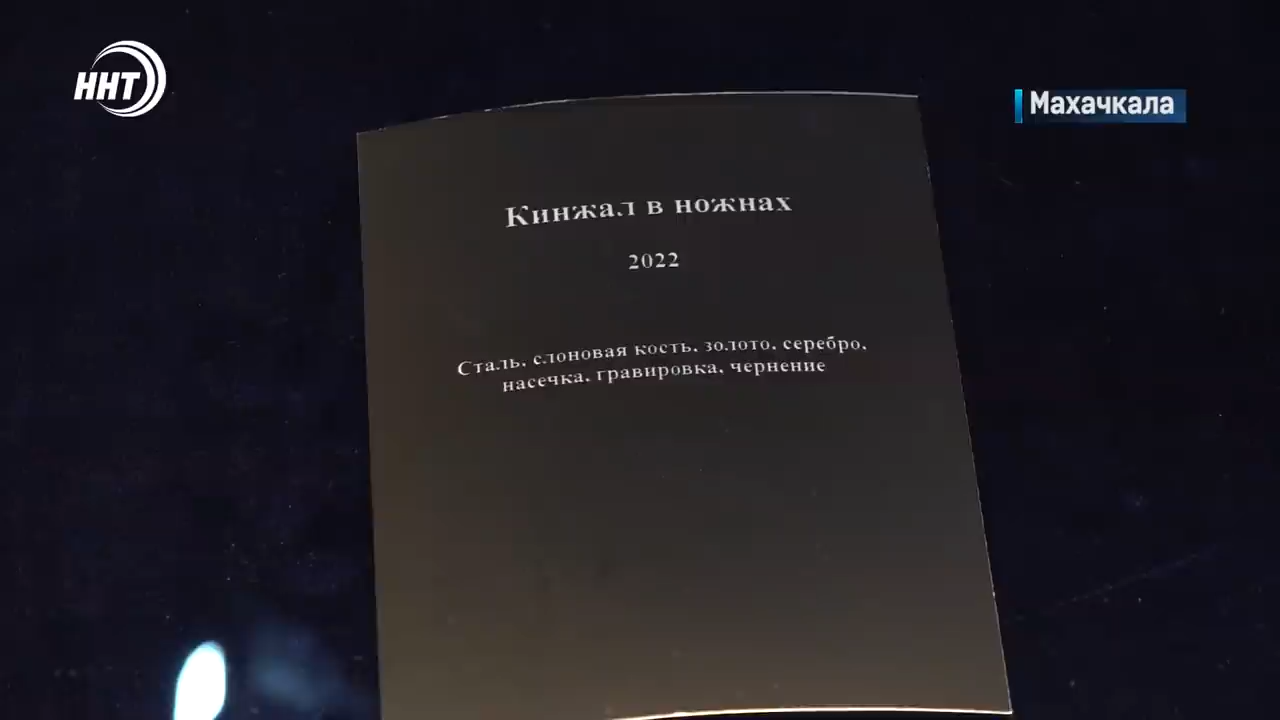 ННТ
Махачкала
Кинжал в ножнах
2022
Сталь, слоновая кость, золото, серебро,
насечка, гравировка, чернение